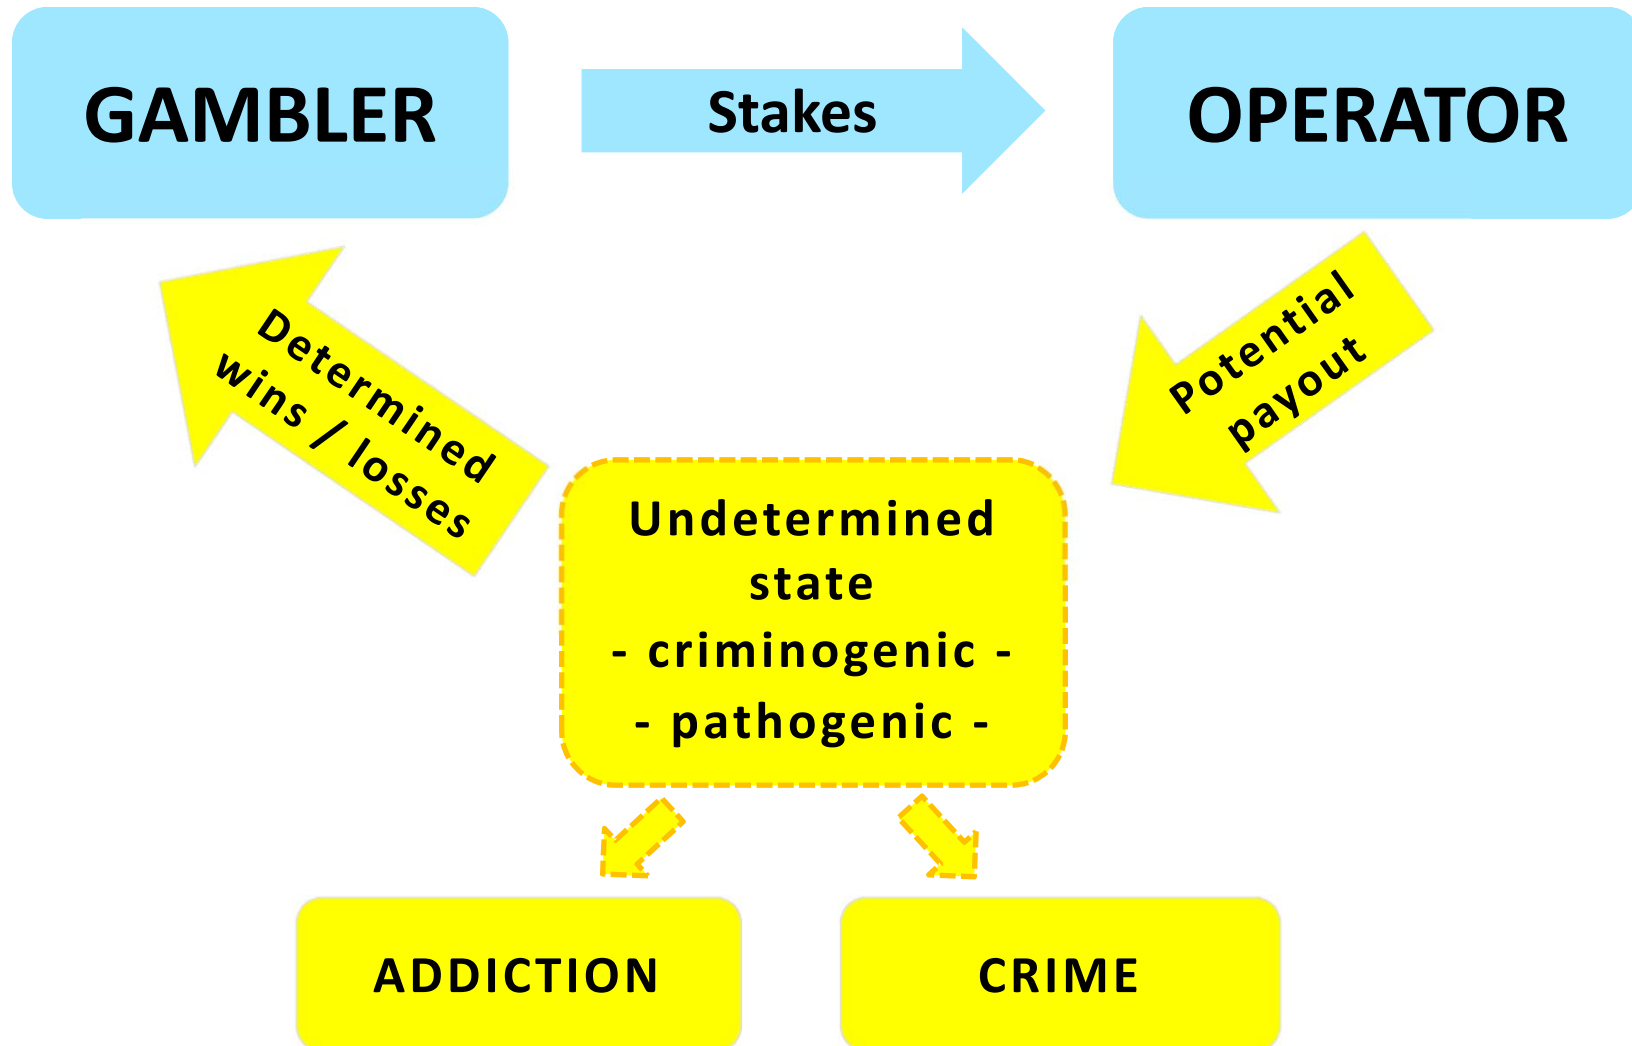 GAMBLER
Stakes
OPERATOR
Determined
wins / losses
Potential
payout
Undetermined
state
- criminogenic -
- pathogenic -
ADDICTION
CRIME